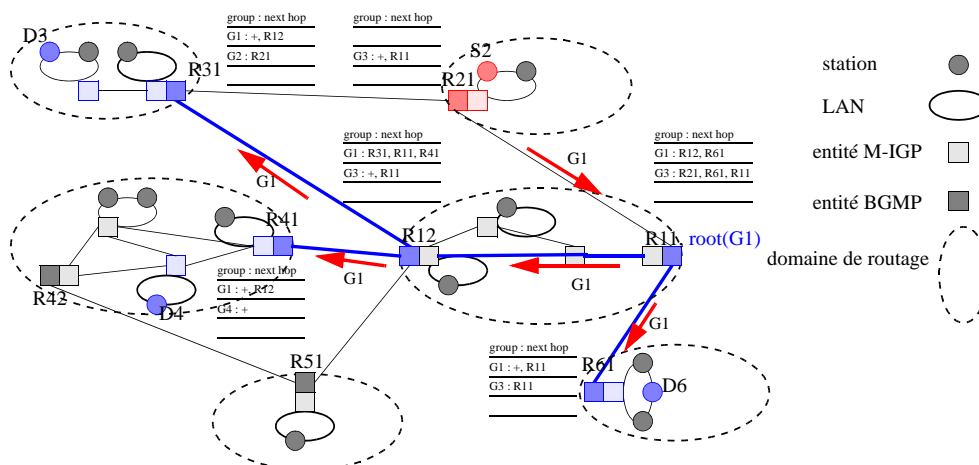 D3
R31
group : next hop
G1 : +, R12
G2 : R21
group : next hop
G3 : +, R11
S2
R21
station
LAN
entité M-IGP
entité BGMP
domaine de routage
group : next hop
G1 : R31, R11, R41
G3 : +, R11
G1
group : next hop
G1 : R12, R61
G3 : R21, R61, R11
G1
R41
R12
R11
root(G1)
G1
G1
R42
D4
group : next hop
G1 : +, R12
G4 : +
G1
R51
group : next hop
G1 : +, R11
G3 : R11
R61
D6